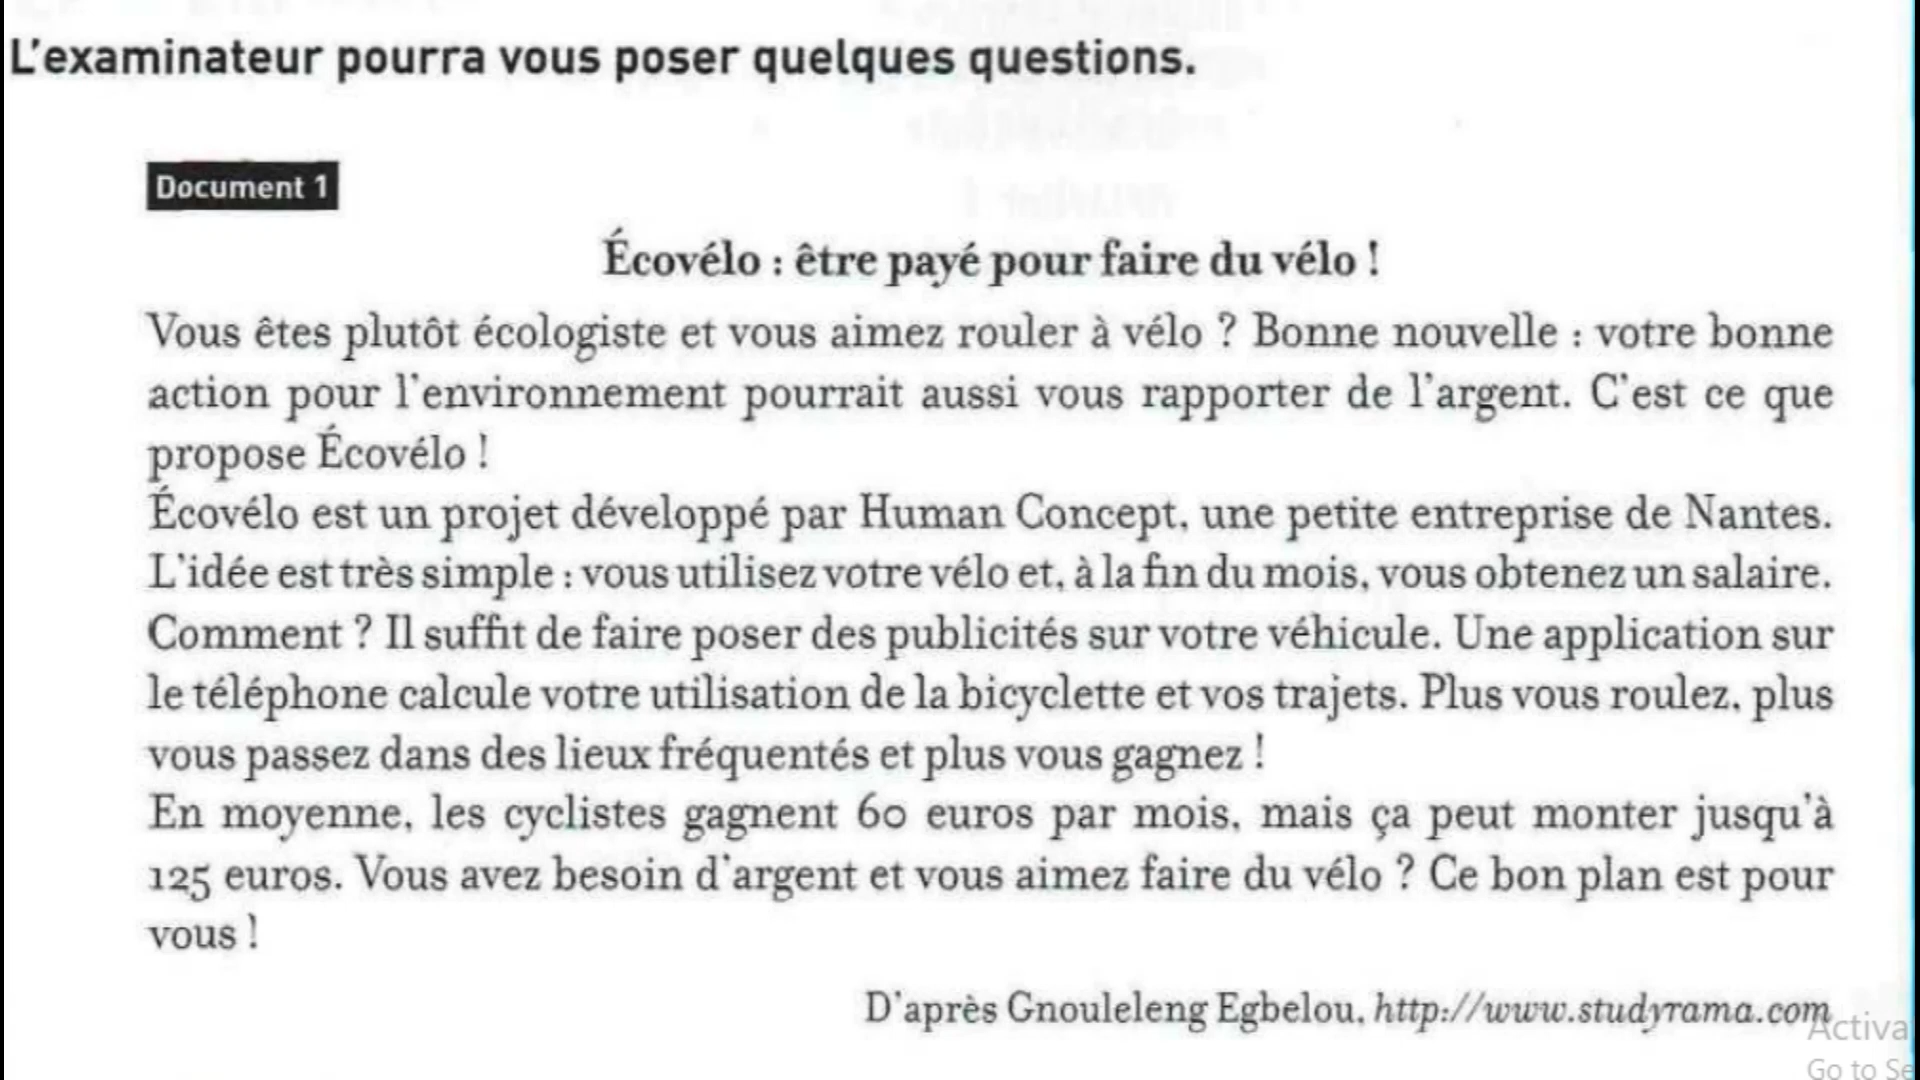 L'examinateur pourra vous poser quelques questions.
Document 1
Écovélo : être payé pour faire du vélo !
Vous êtes plutôt écologiste et vous aimez rouler à vélo ? Bonne nouvelle : votre bonne
action pour l'environnement pourrait aussi vous rapporter de l'argent. C'est ce que
propose Écovélo !
Écovélo est un projet développé par Human Concept, une petite entreprise de Nantes.
L'idée est très simple : vous utilisez votre vélo et, à la fin du mois, vous obtenez un salaire.
Comment ? Il suffit de faire poser des publicités sur votre véhicule. Une application sur
le téléphone calcule votre utilisation de la bicyclette et vos trajets. Plus vous roulez, plus
vous passez dans des lieux fréquentés et plus vous gagnez !
En moyenne, les cyclistes gagnent 60 euros par mois, mais ça peut monter jusqu'à
125 euros. Vous avez besoin d'argent et vous aimez faire du vélo ? Ce bon plan est pour
vous !
D'après Gnouleleng Egbelou, http://www.studyrama.com
Activa
Go to Se